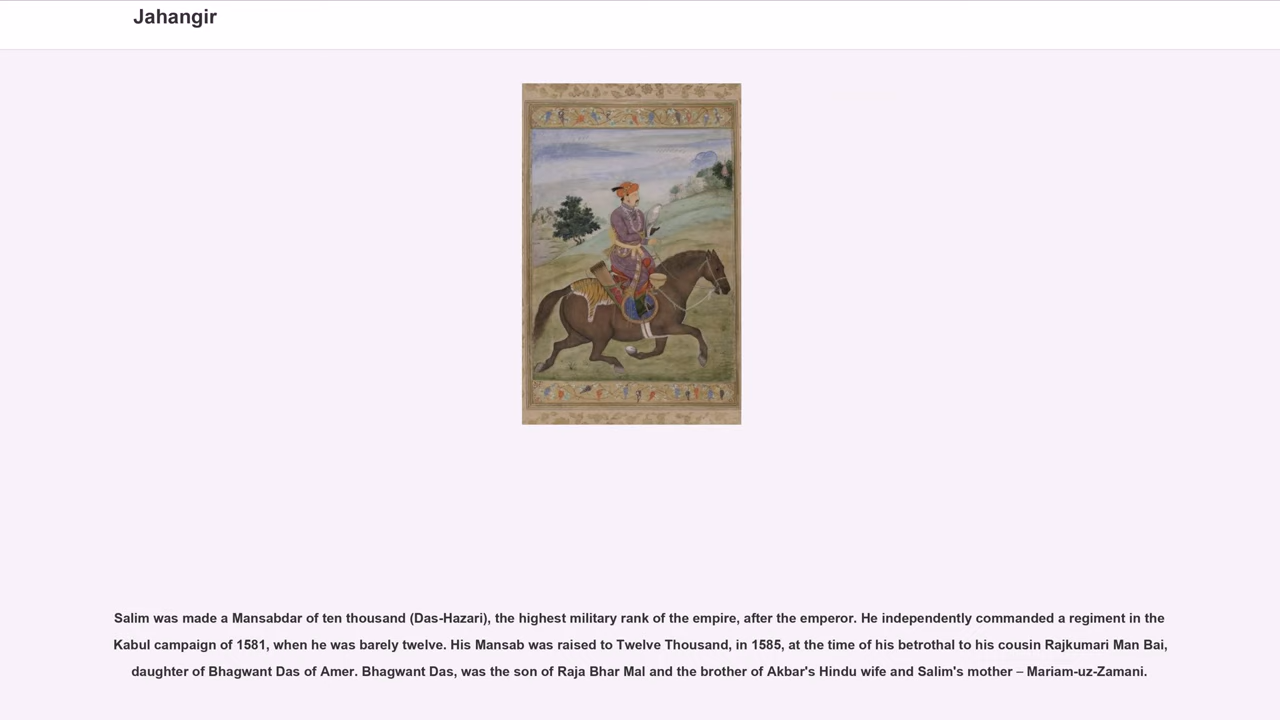 Jahangir
Salim was made a Mansabdar of ten thousand (Das-Hazari), the highest military rank of the empire, after the emperor. He independently commanded a regiment in the
Kabul campaign of 1581, when he was barely twelve. His Mansab was raised to Twelve Thousand, in 1585, at the time of his betrothal to his cousin Rajkumari Man Bai,
daughter of Bhagwant Das of Amer. Bhagwant Das, was the son of Raja Bhar Mal and the brother of Akbar's Hindu wife and Salim's mother – Mariam-uz-Zamani.